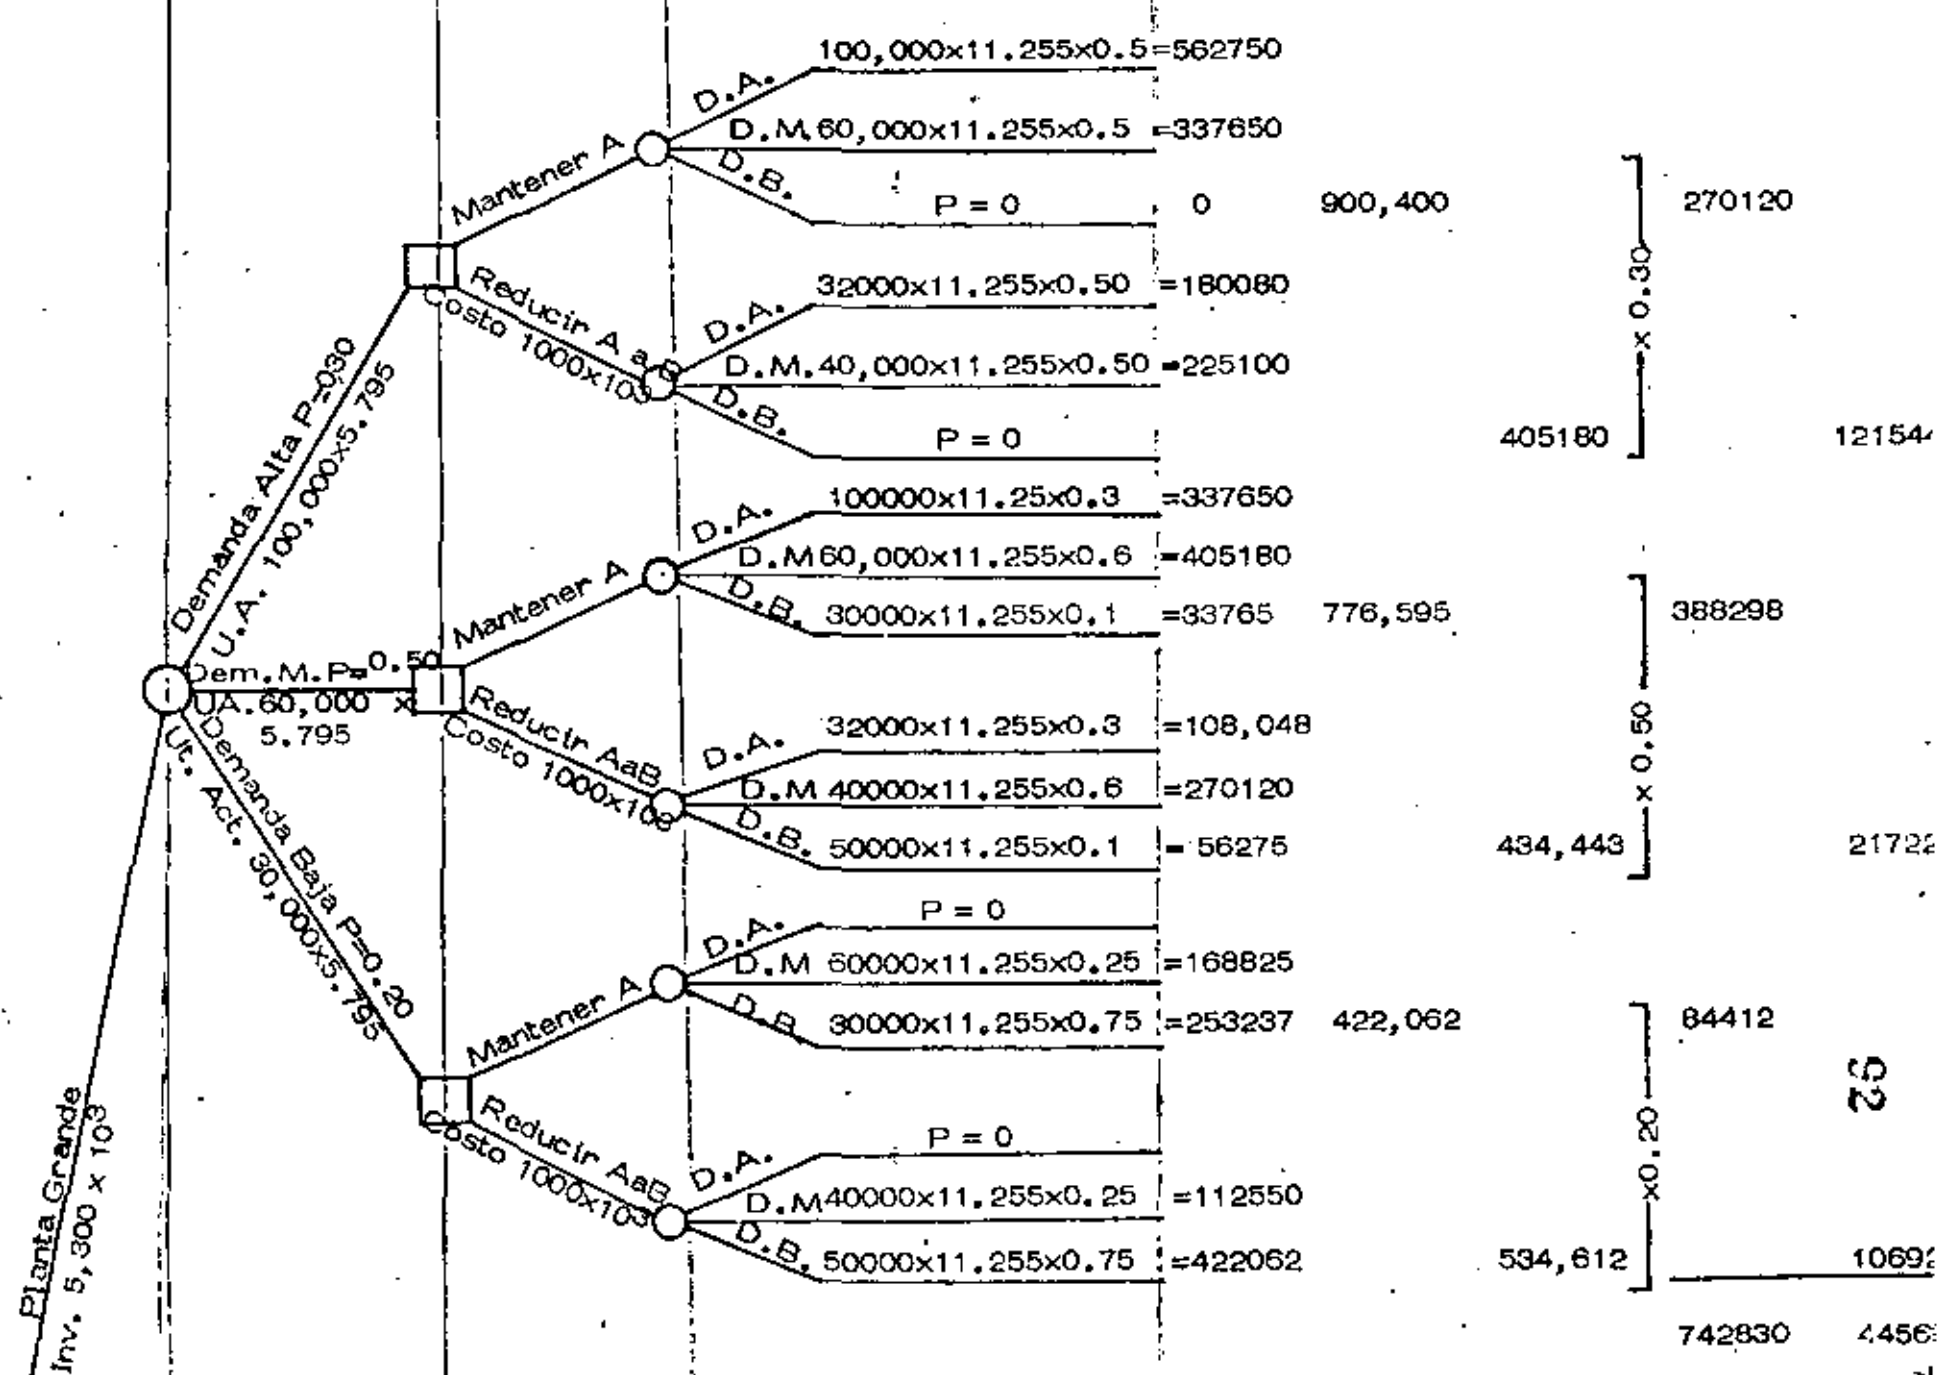 100,000x11.255x0.5 =562750
D.A.
D.M. 60,000x11.255x0.5 =337650
D.B.
P = 0 0 900,400 270120
Mantener A
Reducir A a B
Costo 1000x103
32000x11.255x0.50 =180080
D.A.
D.M. 40,000x11.255x0.50 =225100
D.B.
P = 0 405180
x 0.30
Demanda Alta P=030
U.A. 100,000x5.795
100000x11.25x0.3 =337650
D.A.
D.M 60,000x11.255x0.6 =405180
D.B. 30000x11.255x0.1 =33765 776,595 388298
Mantener A
Dem.M.P=0.50
UA.60,000 x
5.795
Reducir AaB
Costo 1000x103
32000x11.255x0.3 =108,048
D.A.
D.M 40000x11.255x0.6 =270120
D.B. 50000x11.255x0.1 = 56275 434,443
x 0.50
Demanda Baja P=0.20
Ut. Act. 30,000x5.795
P = 0
D.A.
D.M 60000x11.255x0.25 =168825
D.B. 30000x11.255x0.75 =253237 422,062 84412
Mantener A
Reducir AaB
Costo 1000x10³
P = 0
D.A.
D.M 40000x11.255x0.25 =112550
D.B. 50000x11.255x0.75 =422062 534,612
x0.20
92
742830
Planta Grande
Inv. 5,300 x 10³